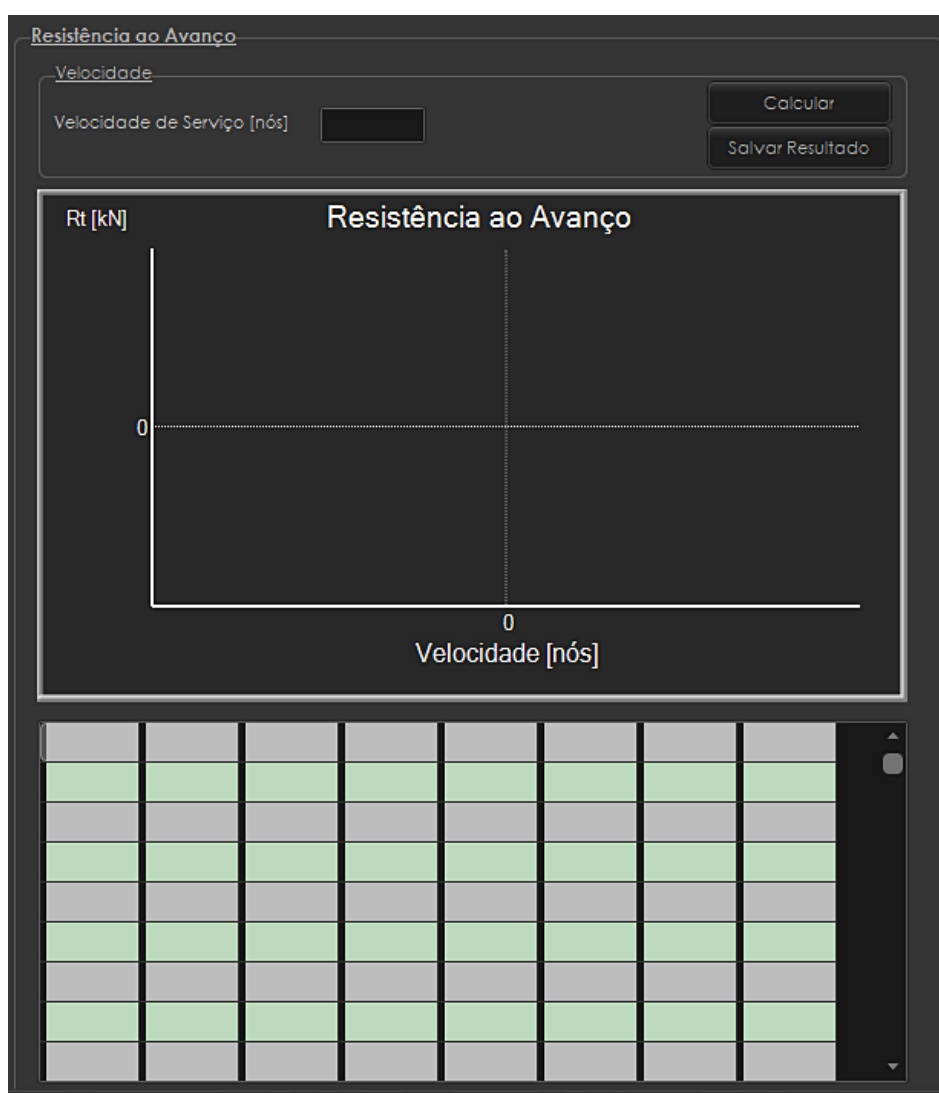 Resistência ao Avanço
Velocidade
Velocidade de Serviço [nós]
Calcular
Salvar Resultado
Rt [kN]
Resistência ao Avanço
0
0
Velocidade [nós]